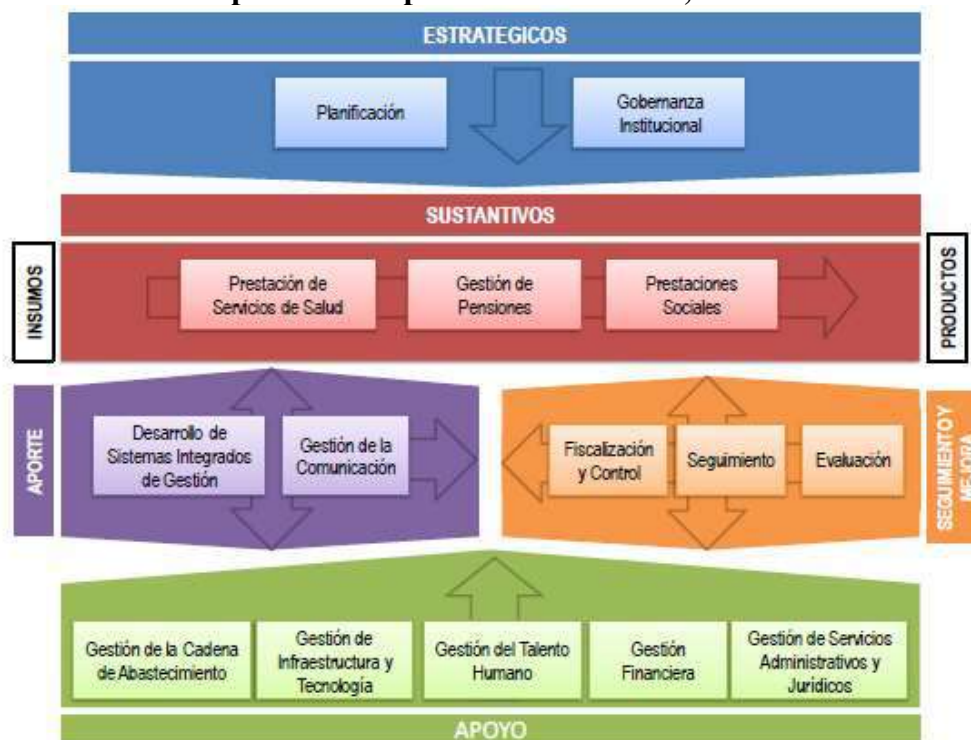 ESTRATEGICOS
Planificación
Gobernanza
Institucional
SUSTANTIVOS
INSUMOS
Prestación de
Servicios de Salud
Gestión de
Pensiones
Prestaciones
Sociales
PRODUCTOS
APORTE
Desarrollo de
Sistemas Integrados
de Gestión
Gestión de la
Comunicación
Fiscalización
y Control
Seguimiento
Evaluación
SEGUIMIENTO Y
MEJORA
Gestión de la Cadena
de Abastecimiento
Gestión de
Infraestructura y
Tecnología
Gestión del Talento
Humano
Gestión
Financiera
Gestión de Servicios
Administrativos y
Jurídicos
APOYO